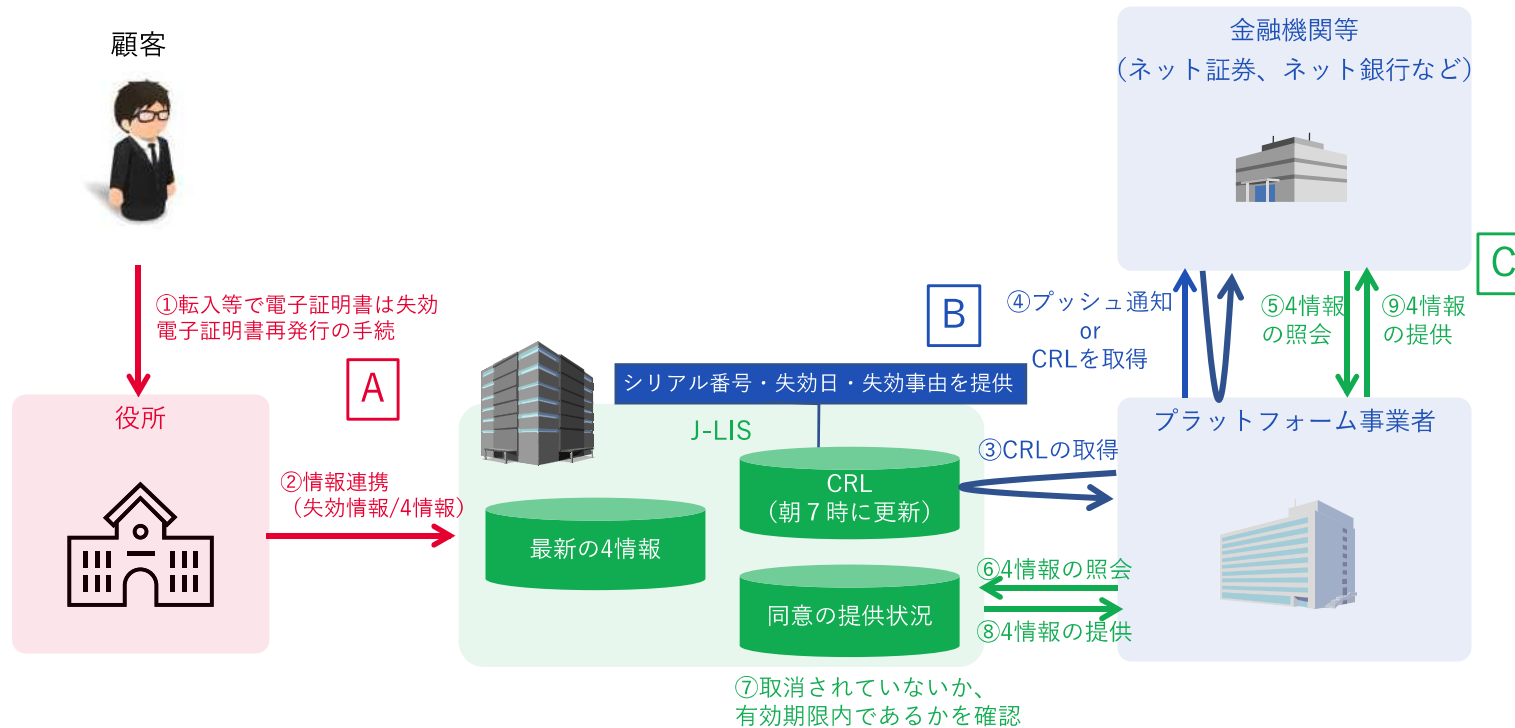 顧客
金融機関等
（ネット証券、ネット銀行など）
C
①転入等で電子証明書は失効
電子証明書再発行の手続
A
B
④プッシュ通知
or
CRLを取得
⑤4情報
の照会
⑨4情報
の提供
シリアル番号・失効日・失効事由を提供
役所
J-LIS
プラットフォーム事業者
②情報連携
（失効情報/4情報）
③CRLの取得
CRL
（朝７時に更新）
最新の4情報
⑥4情報の照会
同意の提供状況
⑧4情報の提供
⑦取消されていないか、
有効期限内であるかを確認